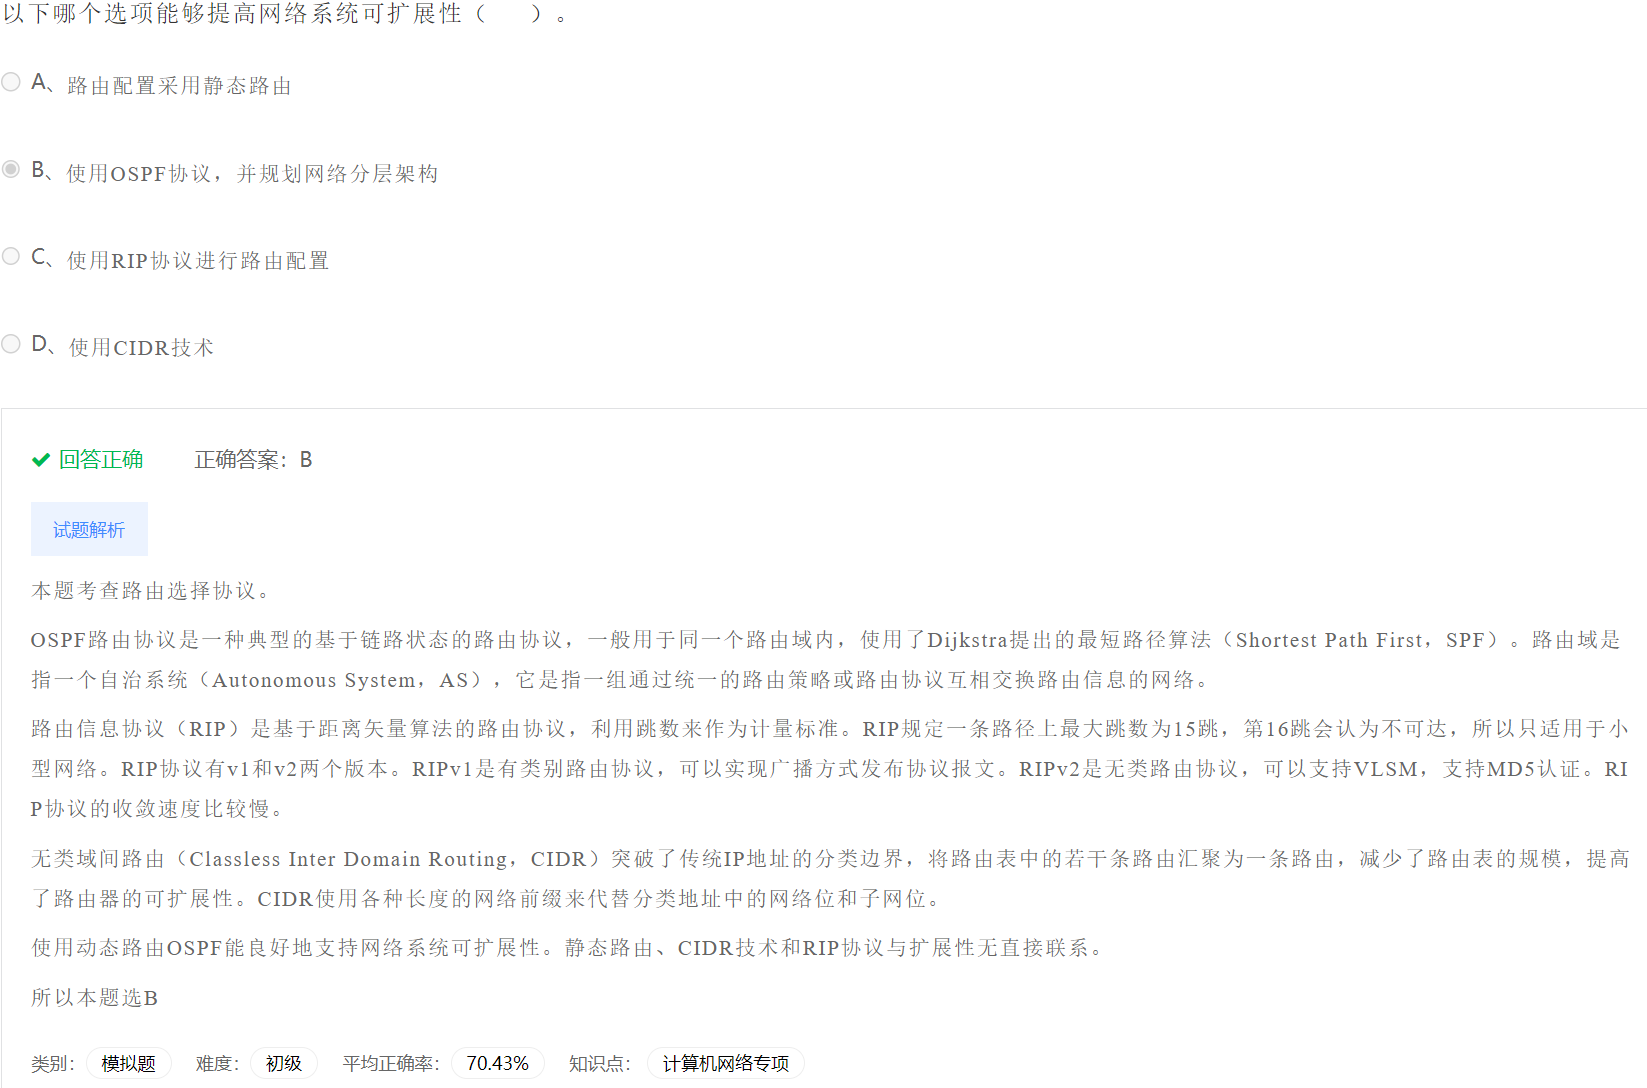 以下哪个选项能够提高网络系统可扩展性（　　）。
A、路由配置采用静态路由
B、使用OSPF协议，并规划网络分层架构
C、使用RIP协议进行路由配置
D、使用CIDR技术
回答正确　正确答案：B
试题解析
本题考查路由选择协议。
OSPF路由协议是一种典型的基于链路状态的路由协议，一般用于同一个路由域内，使用了Dijkstra提出的最短路径算法（Shortest Path First，SPF）。路由域是
指一个自治系统（Autonomous System，AS），它是指一组通过统一的路由策略或路由协议互相交换路由信息的网络。
路由信息协议（RIP）是基于距离矢量算法的路由协议，利用跳数来作为计量标准。RIP规定一条路径上最大跳数为15跳，第16跳会认为不可达，所以只适用于小
型网络。RIP协议有v1和v2两个版本。RIPv1是有类别路由协议，可以实现广播方式发布协议报文。RIPv2是无类路由协议，可以支持VLSM，支持MD5认证。RI
P协议的收敛速度比较慢。
无类域间路由（Classless Inter Domain Routing，CIDR）突破了传统IP地址的分类边界，将路由表中的若干条路由汇聚为一条路由，减少了路由表的规模，提高
了路由器的可扩展性。CIDR使用各种长度的网络前缀来代替分类地址中的网络位和子网位。
使用动态路由OSPF能良好地支持网络系统可扩展性。静态路由、CIDR技术和RIP协议与扩展性无直接联系。
所以本题选B
类别：模拟题　难度：初级　平均正确率：70.43%　知识点：计算机网络专项